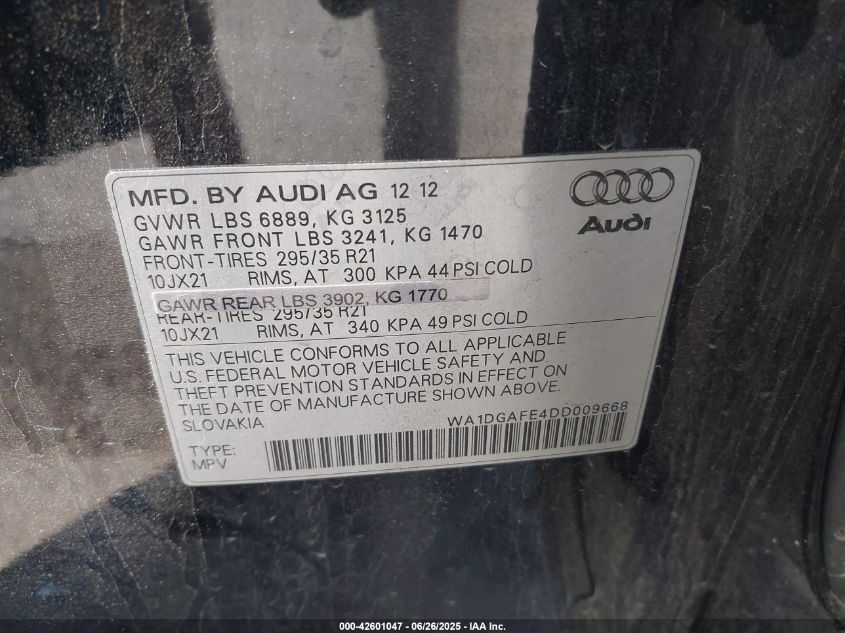 MFD. BY AUDI AG 12 12
GVWR LBS 6889, KG 3125
GAWR FRONT LBS 3241, KG 1470
FRONT-TIRES 295/35 R21
10JX21 RIMS, AT 300 KPA 44 PSI COLD
GAWR REAR LBS 3902, KG 1770
REAR-TIRES 295/35 R21
10JX21 RIMS, AT 340 KPA 49 PSI COLD
THIS VEHICLE CONFORMS TO ALL APPLICABLE
U.S. FEDERAL MOTOR VEHICLE SAFETY AND
THEFT PREVENTION STANDARDS IN EFFECT ON
THE DATE OF MANUFACTURE SHOWN ABOVE.
SLOVAKIA WA1DGAFE4DD009668
TYPE:
MPV
Audi
000-42601047 / 06/26/2025 - IAA Inc.